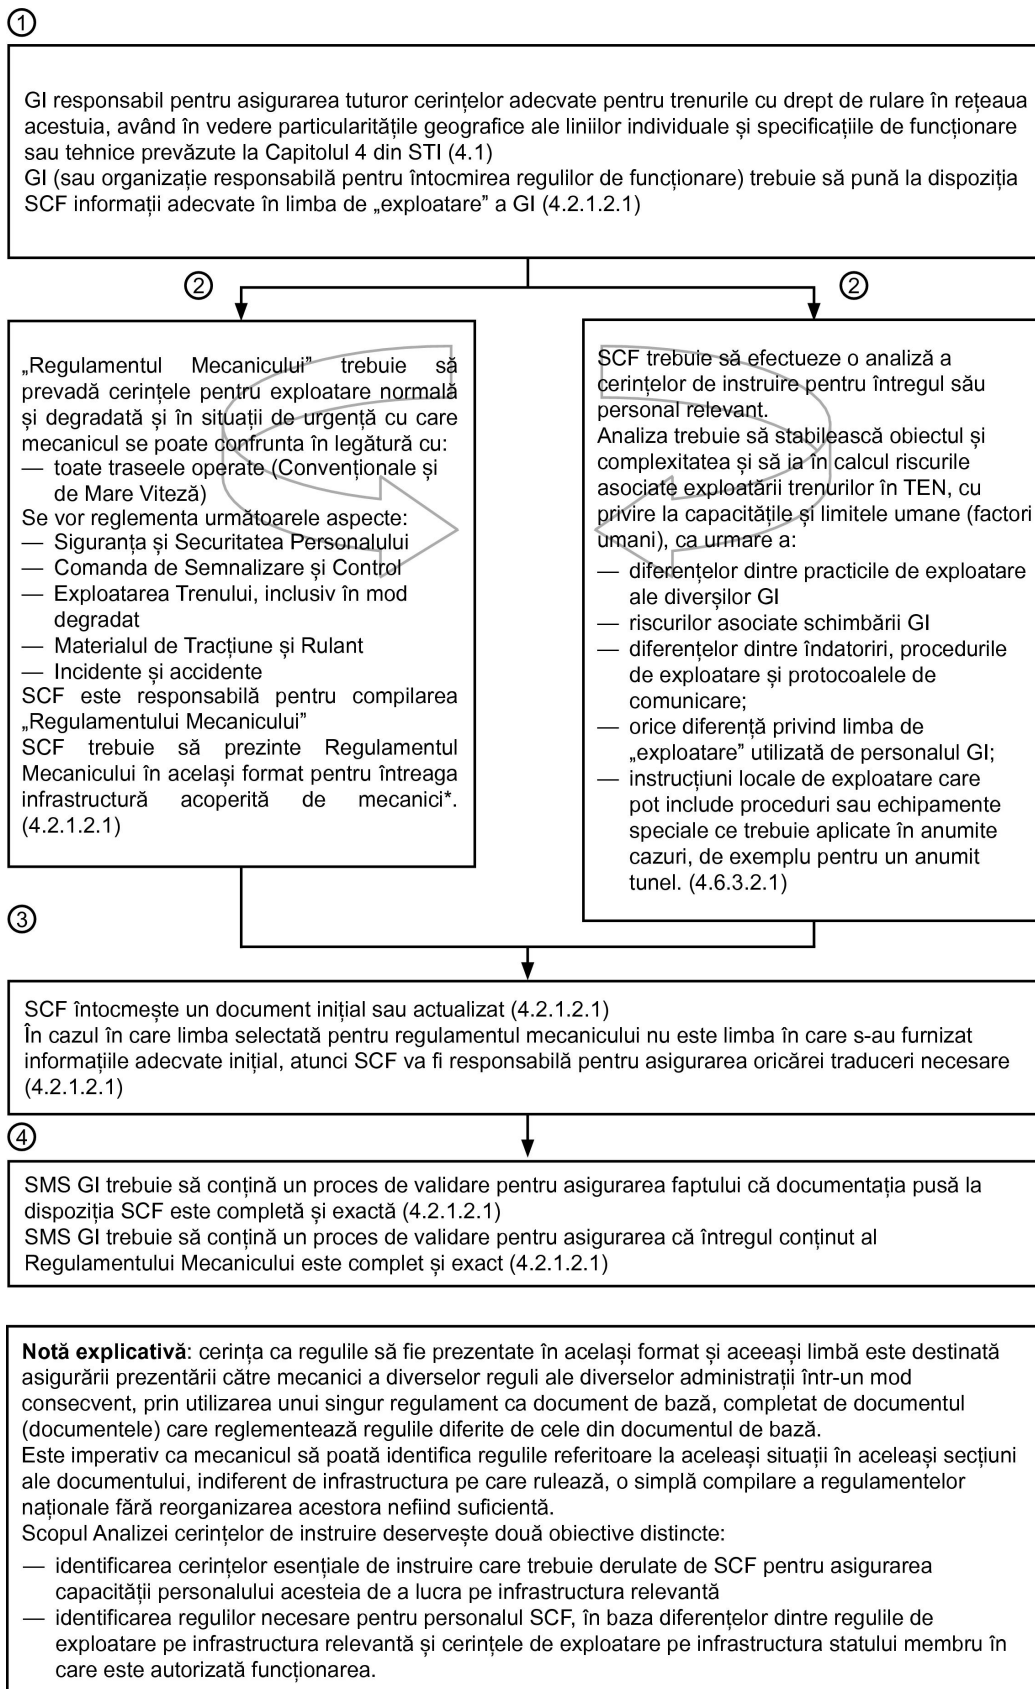 ①
GI responsabil pentru asigurarea tuturor cerințelor adecvate pentru trenurile cu drept de rulare în rețeaua
acestuia, având în vedere particularitățile geografice ale liniilor individuale și specificațiile de funcționare
sau tehnice prevăzute la Capitolul 4 din STI (4.1)
GI (sau organizație responsabilă pentru întocmirea regulilor de funcționare) trebuie să pună la dispoziția
SCF informații adecvate în limba de „exploatare” a GI (4.2.1.2.1)
②
„Regulamentul Mecanicului” trebuie să
prevadă cerințele pentru exploatare normală
și degradată și în situații de urgență cu care
mecanicul se poate confrunta în legătură cu:
— toate traseele operate (Convenționale și
de Mare Viteză)
Se vor reglementa următoarele aspecte:
— Siguranța și Securitatea Personalului
— Comanda de Semnalizare și Control
— Exploatarea Trenului, inclusiv în mod
degradat
— Materialul de Tracțiune și Rulant
— Incidente și accidente
SCF este responsabilă pentru compilarea
„Regulamentului Mecanicului”
SCF trebuie să prezinte Regulamentul
Mecanicului în același format pentru întreaga
infrastructură acoperită de mecanici*.
(4.2.1.2.1)
②
SCF trebuie să efectueze o analiză a
cerințelor de instruire pentru întregul său
personal relevant.
Analiza trebuie să stabilească obiectul și
complexitatea și să ia în calcul riscurile
asociate exploatării trenurilor în TEN, cu
privire la capacitățile și limitele umane (factori
umani), ca urmare a:
— diferențelor dintre practicile de exploatare
ale diverșilor GI
— riscurilor asociate schimbării GI
— diferențelor dintre îndatoriri, procedurile
de exploatare și protocoalele de
comunicare;
— orice diferență privind limba de
„exploatare” utilizată de personalul GI;
— instrucțiuni locale de exploatare care
pot include proceduri sau echipamente
speciale ce trebuie aplicate în anumite
cazuri, de exemplu pentru un anumit
tunel. (4.6.3.2.1)
③
SCF întocmește un document inițial sau actualizat (4.2.1.2.1)
În cazul în care limba selectată pentru regulamentul mecanicului nu este limba în care s-au furnizat
informațiile adecvate inițial, atunci SCF va fi responsabilă pentru asigurarea oricărei traduceri necesare
(4.2.1.2.1)
④
SMS GI trebuie să conțină un proces de validare pentru asigurarea faptului că documentația pusă la
dispoziția SCF este completă și exactă (4.2.1.2.1)
SMS GI trebuie să conțină un proces de validare pentru asigurarea că întregul conținut al
Regulamentului Mecanicului este complet și exact (4.2.1.2.1)
Notă explicativă: cerința ca regulile să fie prezentate în același format și aceeași limbă este destinată
asigurării prezentării către mecanici a diverselor reguli ale diverselor administrații într-un mod
consecvent, prin utilizarea unui singur regulament ca document de bază, completat de documentul
(documentele) care reglementează regulile diferite de cele din documentul de bază.
Este imperativ ca mecanicul să poată identifica regulile referitoare la aceleași situații în aceleași secțiuni
ale documentului, indiferent de infrastructura pe care rulează, o simplă compilare a regulamentelor
naționale fără reorganizarea acestora nefiind suficientă.
Scopul Analizei cerințelor de instruire deservește două obiective distincte:
— identificarea cerințelor esențiale de instruire care trebuie derulate de SCF pentru asigurarea
capacității personalului acesteia de a lucra pe infrastructura relevantă
— identificarea regulilor necesare pentru personalul SCF, în baza diferențelor dintre regulile de
exploatare pe infrastructura relevantă și cerințele de exploatare pe infrastructura statului membru în
care este autorizată funcționarea.